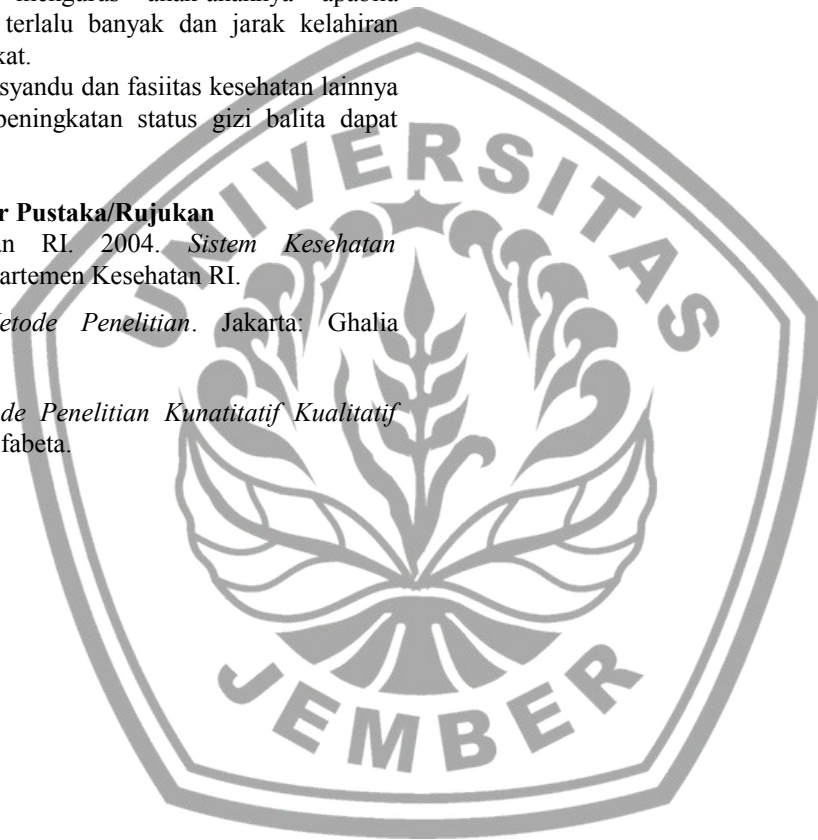 mengurus anak-anaknya apabila
terlalu banyak dan jarak kelahiran
kat.
syandu dan fasiitas kesehatan lainnya
peningkatan status gizi balita dapat
r Pustaka/Rujukan
an RI. 2004. Sistem Kesehatan
partemen Kesehatan RI.
etode Penelitian. Jakarta: Ghalia
de Penelitian Kunatitatif Kualitatif
fabeta.
UNIVERSITAS
JEMBER